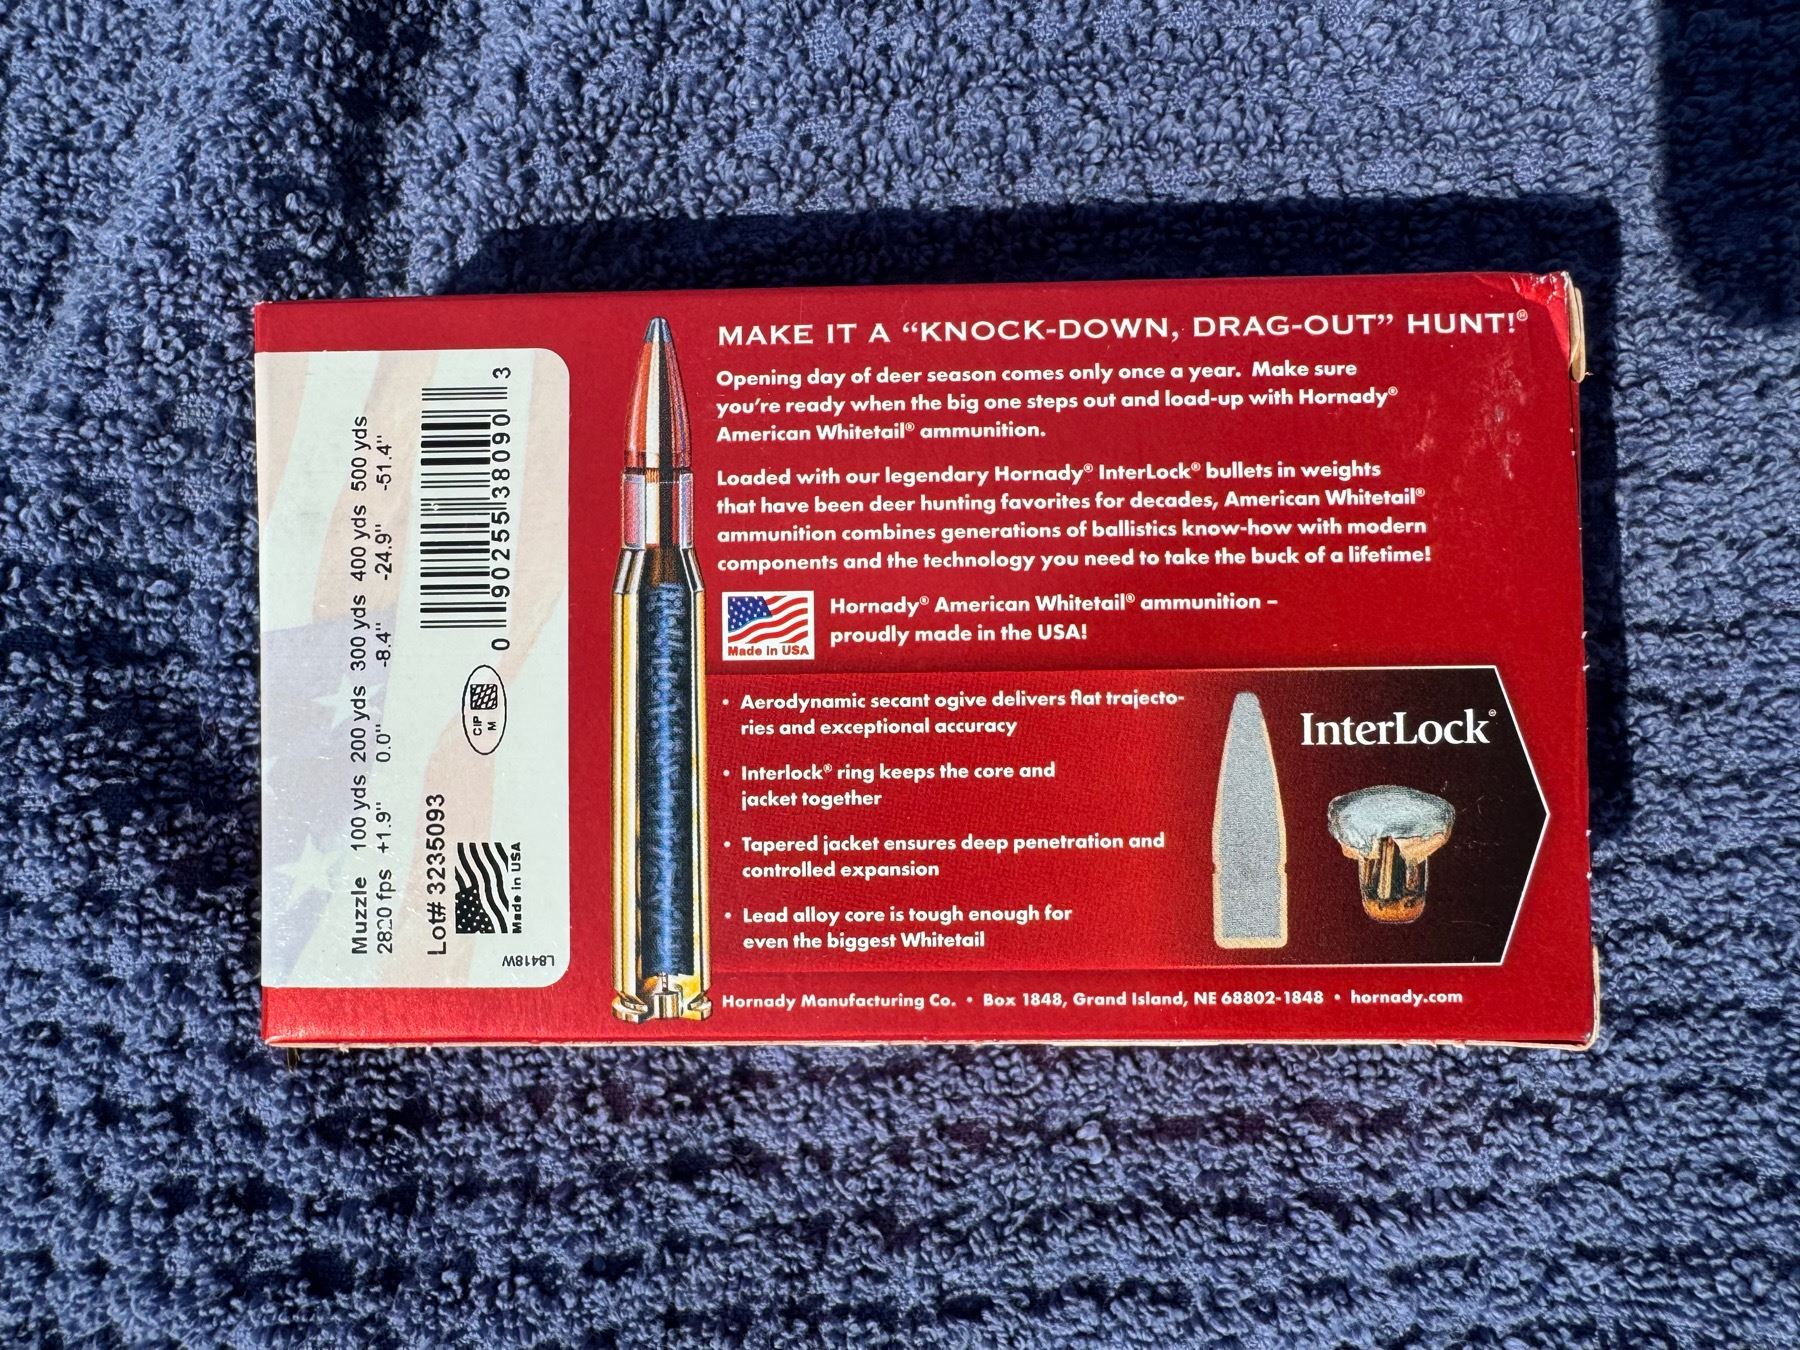 MAKE IT A “KNOCK-DOWN, DRAG-OUT” HUNT!®
Opening day of deer season comes only once a year. Make sure
you’re ready when the big one steps out and load-up with Hornady®
American Whitetail® ammunition.
Loaded with our legendary Hornady® InterLock® bullets in weights
that have been deer hunting favorites for decades, American Whitetail®
ammunition combines generations of ballistics know-how with modern
components and the technology you need to take the buck of a lifetime!
Made in USA
Hornady® American Whitetail® ammunition –
proudly made in the USA!
• Aerodynamic secant ogive delivers flat trajecto-
ries and exceptional accuracy
• Interlock® ring keeps the core and
jacket together
• Tapered jacket ensures deep penetration and
controlled expansion
• Lead alloy core is tough enough for
even the biggest Whitetail
InterLock®
Hornady Manufacturing Co. • Box 1848, Grand Island, NE 68802-1848 • hornady.com
Muzzle 100 yds 200 yds 300 yds 400 yds 500 yds
2820 fps +1.9" 0.0" -8.4" -24.9" -51.4"
Lot# 3235093
Made in USA
CIP
M
0 90255 38090 3
L8418W